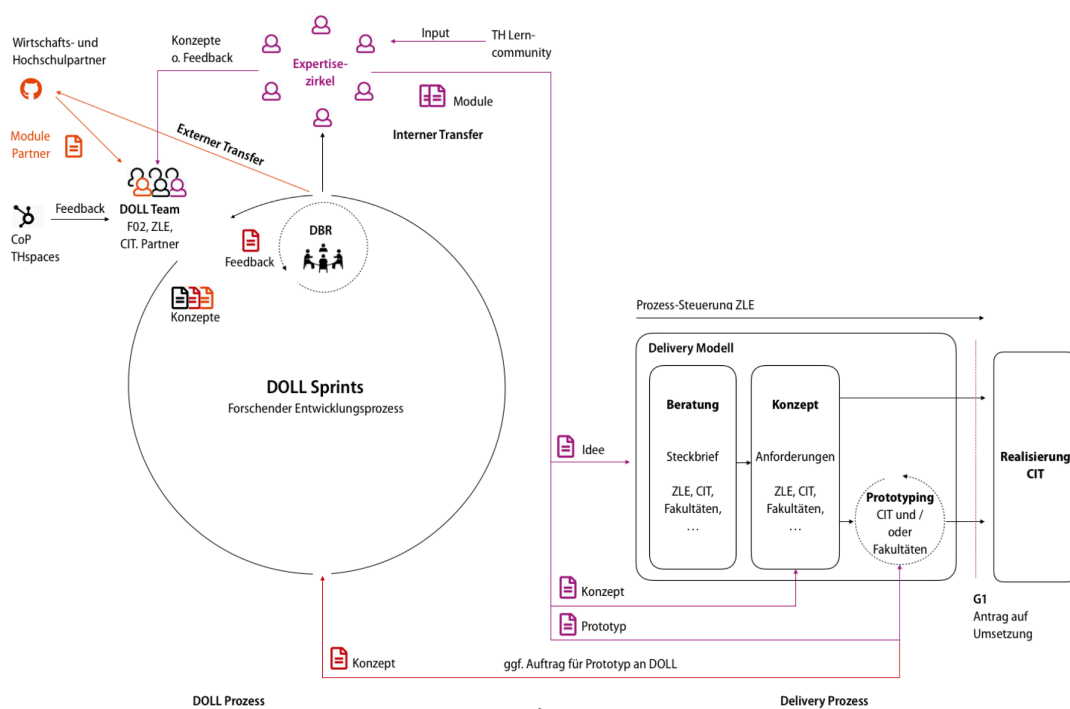 Wirtschafts- und
Hochschulpartner
Konzepte
o. Feedback
Expertise-
zirkel
Input
TH Lern-
community
Module
Interner Transfer
Externer Transfer
Module
Partner
DOLL Team
F02, ZLE,
CIT. Partner
Feedback
CoP
THspaces
DBR
Feedback
Konzepte
DOLL Sprints
Forschender Entwicklungsprozess
Prozess-Steuerung ZLE
Delivery Modell
Beratung
Steckbrief
ZLE, CIT,
Fakultäten,
...
Konzept
Anforderungen
ZLE, CIT,
Fakultäten,
...
Prototyping
CIT und /
oder
Fakultäten
Realisierung
CIT
Idee
Konzept
Prototyp
G1
Antrag auf
Umsetzung
Konzept
ggf. Auftrag für Prototyp an DOLL
DOLL Prozess
Delivery Prozess